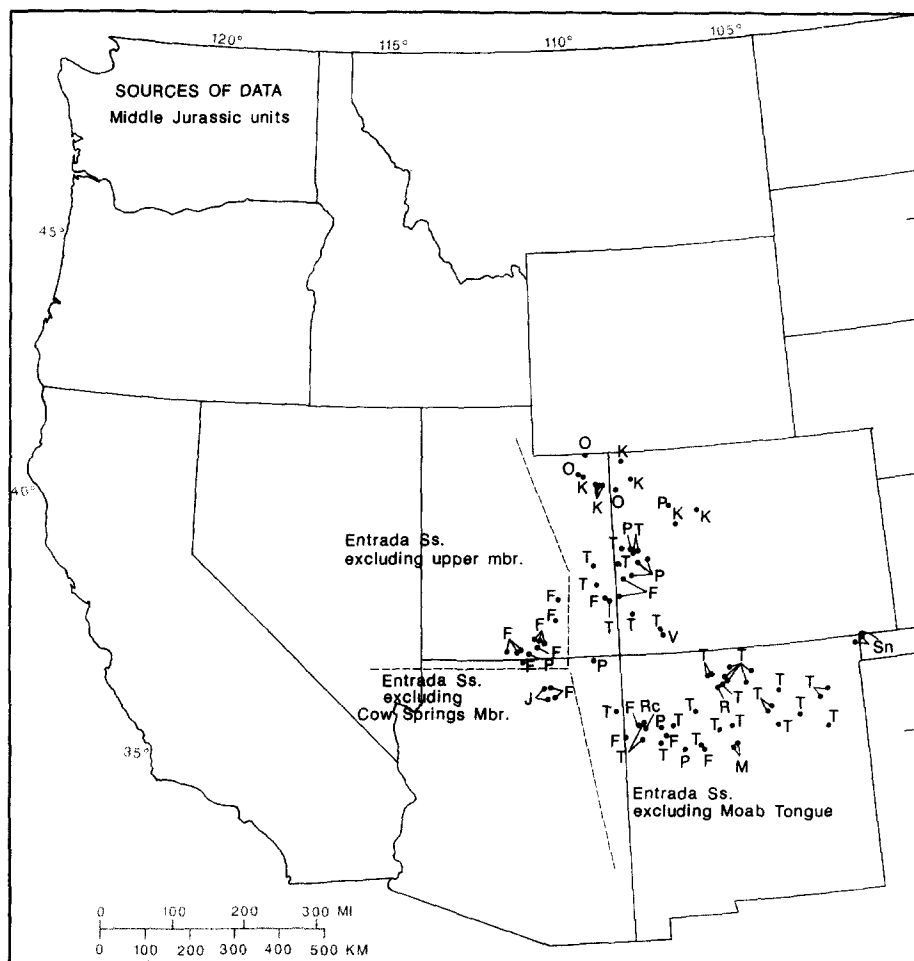 120° 115° 110° 105°
SOURCES OF DATA
Middle Jurassic units
45°
O K
O
K K
40°
K O P K K
P T
Entrada Ss.
excluding upper mbr.
T T T P
T F F
F
F T T V
F F
F F Sn
F P P
Entrada Ss.
excluding
Cow Springs Mbr.
J F
T T
T T T
R T
T F Rc P T T T T T
35°
F T T F P T F M
Entrada Ss.
excluding Moab Tongue
0 100 200 300 MI
0 100 200 300 400 500 KM